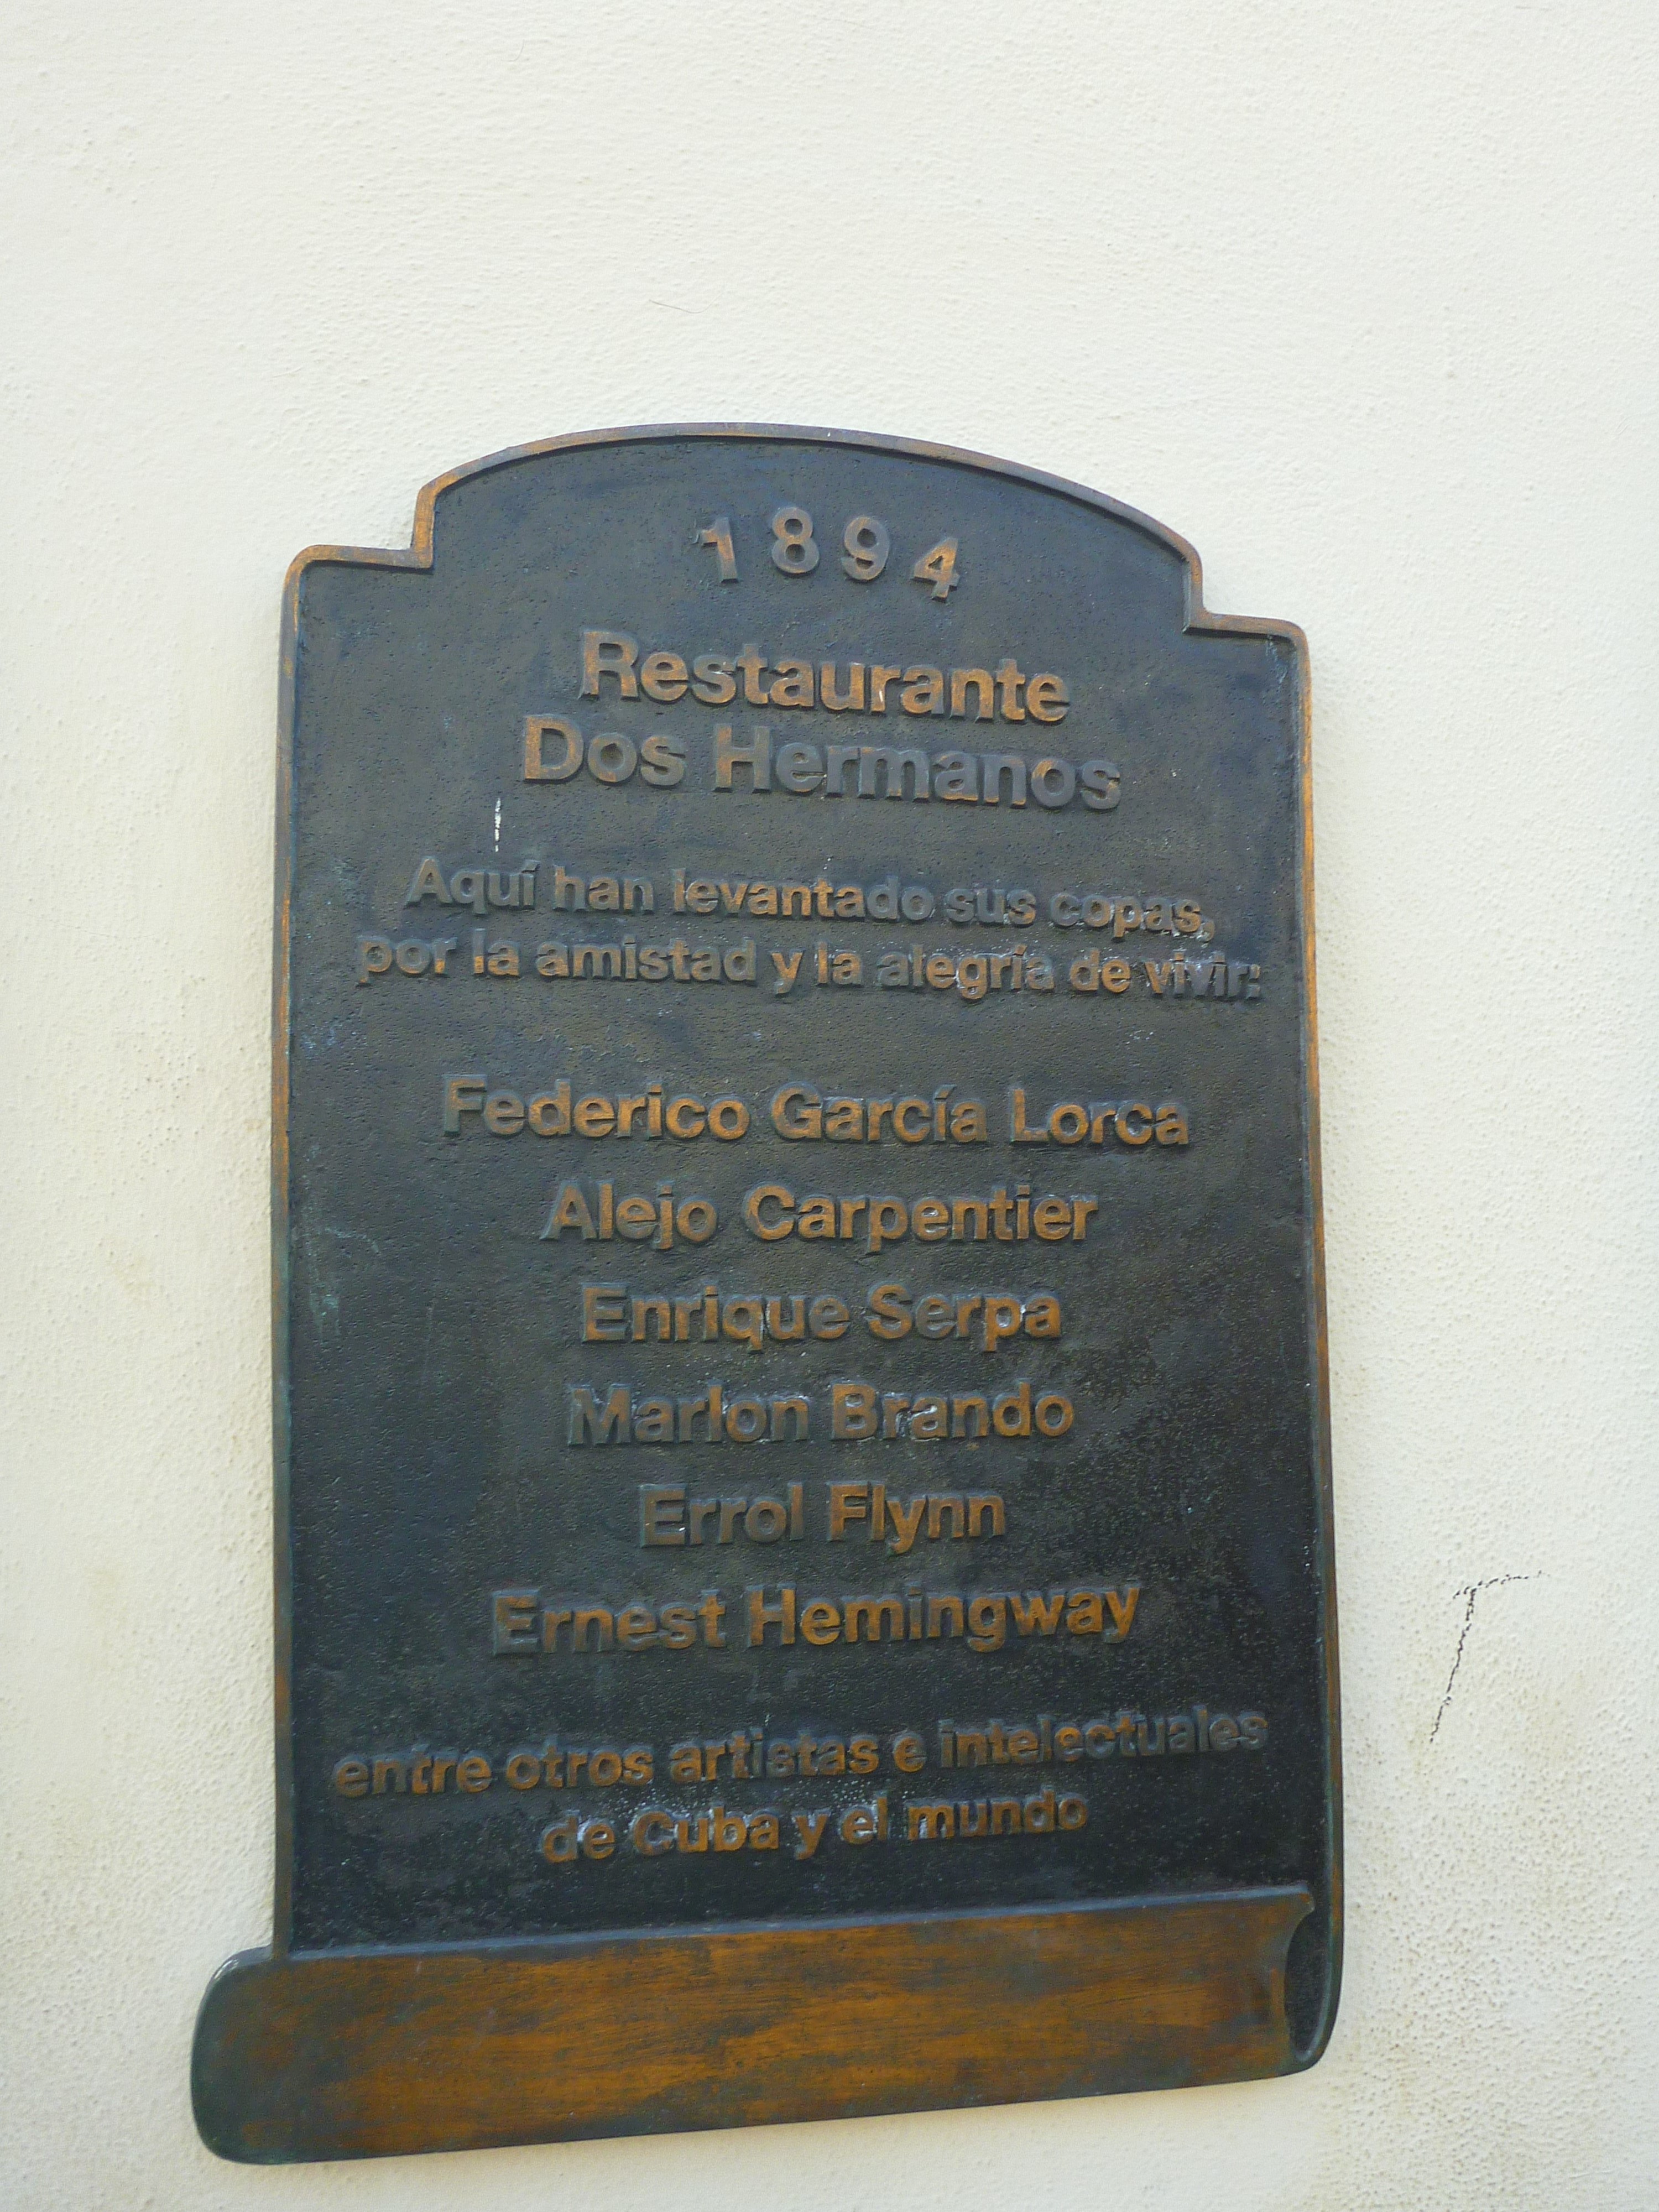 1894
Restaurante
Dos Hermanos
Aquí han levantado sus copas,
por la amistad y la alegría de vivir:
Federico García Lorca
Alejo Carpentier
Enrique Serpa
Marlon Brando
Errol Flynn
Ernest Hemingway
entre otros artistas e intelectuales
de Cuba y el mundo